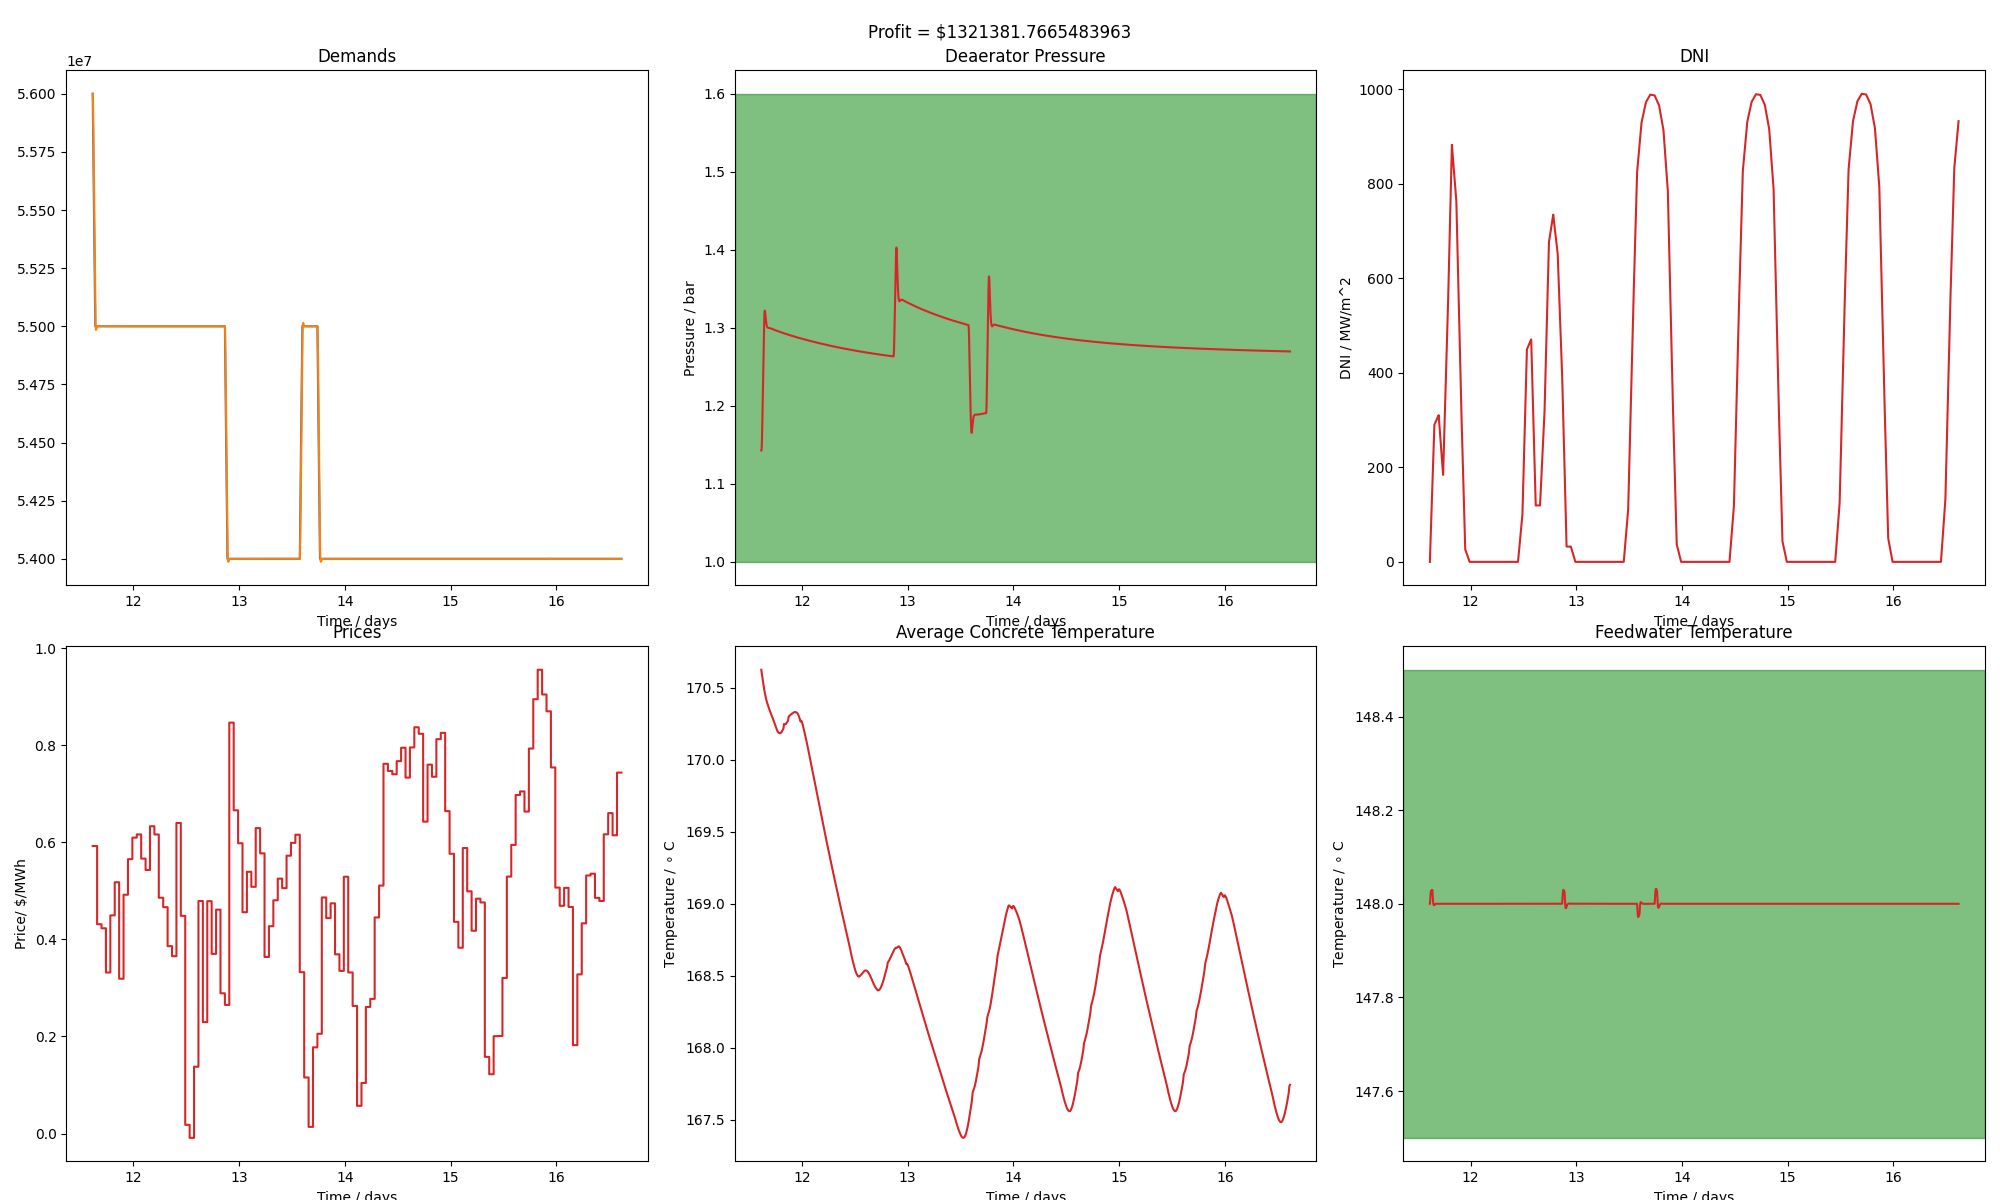 Profit = $1321381.7665483963
Demands
1e7
5.600
5.575
5.550
5.525
5.500
5.475
5.450
5.425
5.400
12 13 14 15 16
Time / days
Deaerator Pressure
Pressure / bar
1.6
1.5
1.4
1.3
1.2
1.1
1.0
12 13 14 15 16
Time / days
DNI
DNI / MW/m^2
1000
800
600
400
200
0
12 13 14 15 16
Time / days
Prices
Price/ $/MWh
1.0
0.8
0.6
0.4
0.2
0.0
12 13 14 15 16
Time / days
Average Concrete Temperature
Temperature / ∘ C
170.5
170.0
169.5
169.0
168.5
168.0
167.5
12 13 14 15 16
Time / days
Feedwater Temperature
Temperature / ∘ C
148.4
148.2
148.0
147.8
147.6
12 13 14 15 16
Time / days